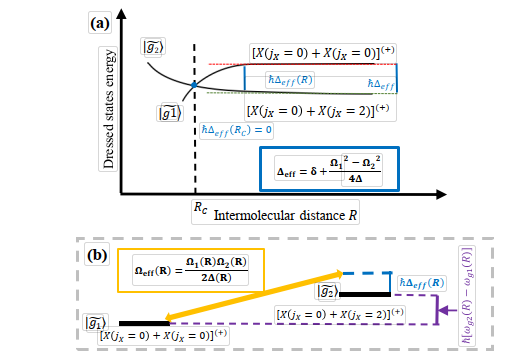 (a)
|g̃₂⟩
[X(jₓ = 0) + X(jₓ = 0)]⁽⁺⁾
ħΔ_eff(R)
ħΔ_eff
|g̃1⟩
[X(jₓ = 0) + X(jₓ = 2)]⁽⁺⁾
ħΔ_eff(R_C) = 0
Δ_eff = δ + (Ω₁² − Ω₂²)/(4Δ)
Dressed states energy
R_C
Intermolecular distance R
(b)
Ω_eff(R) = Ω₁(R)Ω₂(R)/2Δ(R)
|g̃₂⟩
ħΔ_eff(R)
[X(jₓ = 0) + X(jₓ = 2)]⁽⁺⁾
|g̃₁⟩
[X(jₓ = 0) + X(jₓ = 0)]⁽⁺⁾
ħ[ω_g2(R) − ω_g1(R)]